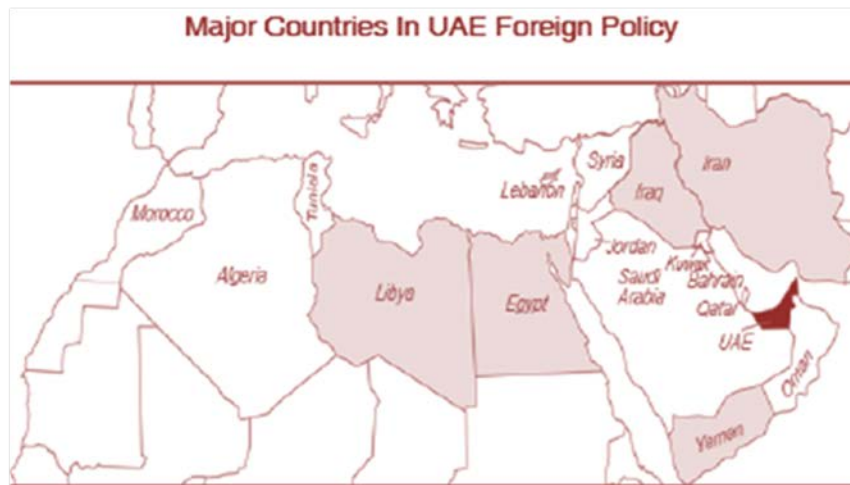 Major Countries In UAE Foreign Policy
Syria
Iran
Lebanon
Iraq
Tunisia
Morocco
Jordan
Kuwait
Algeria
Saudi
Arabia
Bahrain
Libya
Egypt
Qatar
UAE
Oman
Yemen